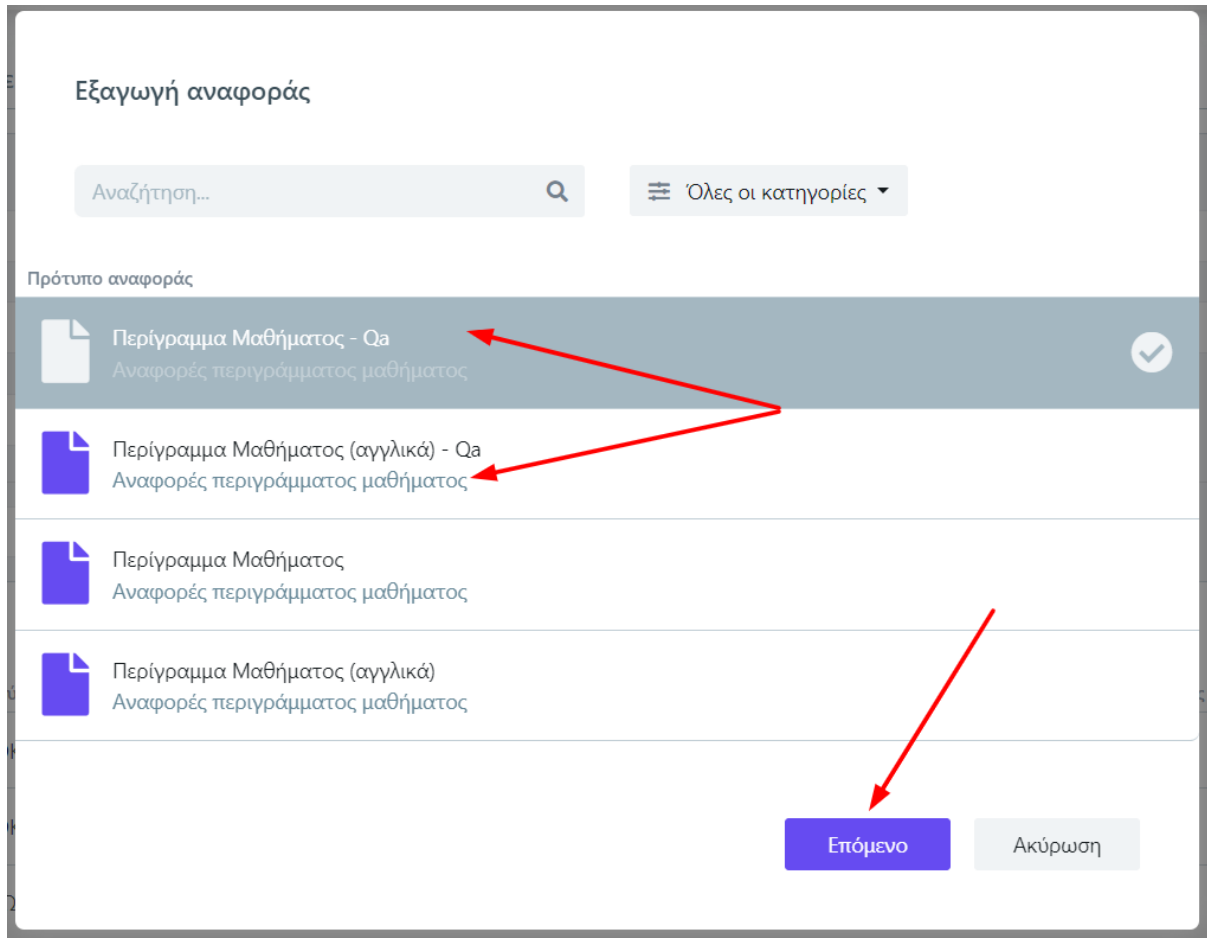 Εξαγωγή αναφοράς
Αναζήτηση...
Όλες οι κατηγορίες
Πρότυπο αναφοράς
Περίγραμμα Μαθήματος - Qa
Αναφορές περιγράμματος μαθήματος
Περίγραμμα Μαθήματος (αγγλικά) - Qa
Αναφορές περιγράμματος μαθήματος
Περίγραμμα Μαθήματος
Αναφορές περιγράμματος μαθήματος
Περίγραμμα Μαθήματος (αγγλικά)
Αναφορές περιγράμματος μαθήματος
Επόμενο Ακύρωση